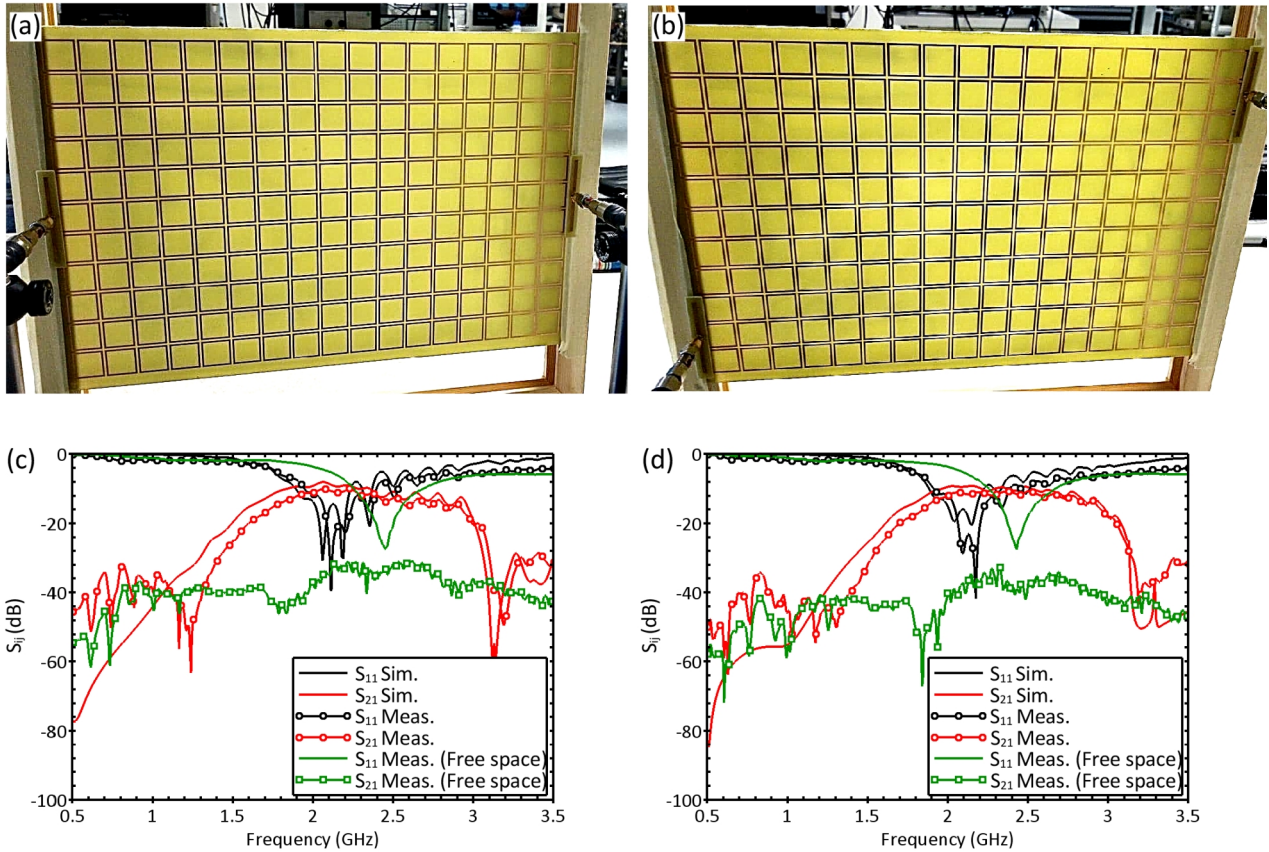 (a)
(b)
(c)
0
-20
-40
-60
-80
-100
S₍ij₎ (dB)
S₁₁ Sim.
S₂₁ Sim.
S₁₁ Meas.
S₂₁ Meas.
S₁₁ Meas. (Free space)
S₂₁ Meas. (Free space)
0.5 1 1.5 2 2.5 3 3.5
Frequency (GHz)
(d)
0
-20
-40
-60
-80
-100
S₍ij₎ (dB)
S₁₁ Sim.
S₂₁ Sim.
S₁₁ Meas.
S₂₁ Meas.
S₁₁ Meas. (Free space)
S₂₁ Meas. (Free space)
0.5 1 1.5 2 2.5 3 3.5
Frequency (GHz)